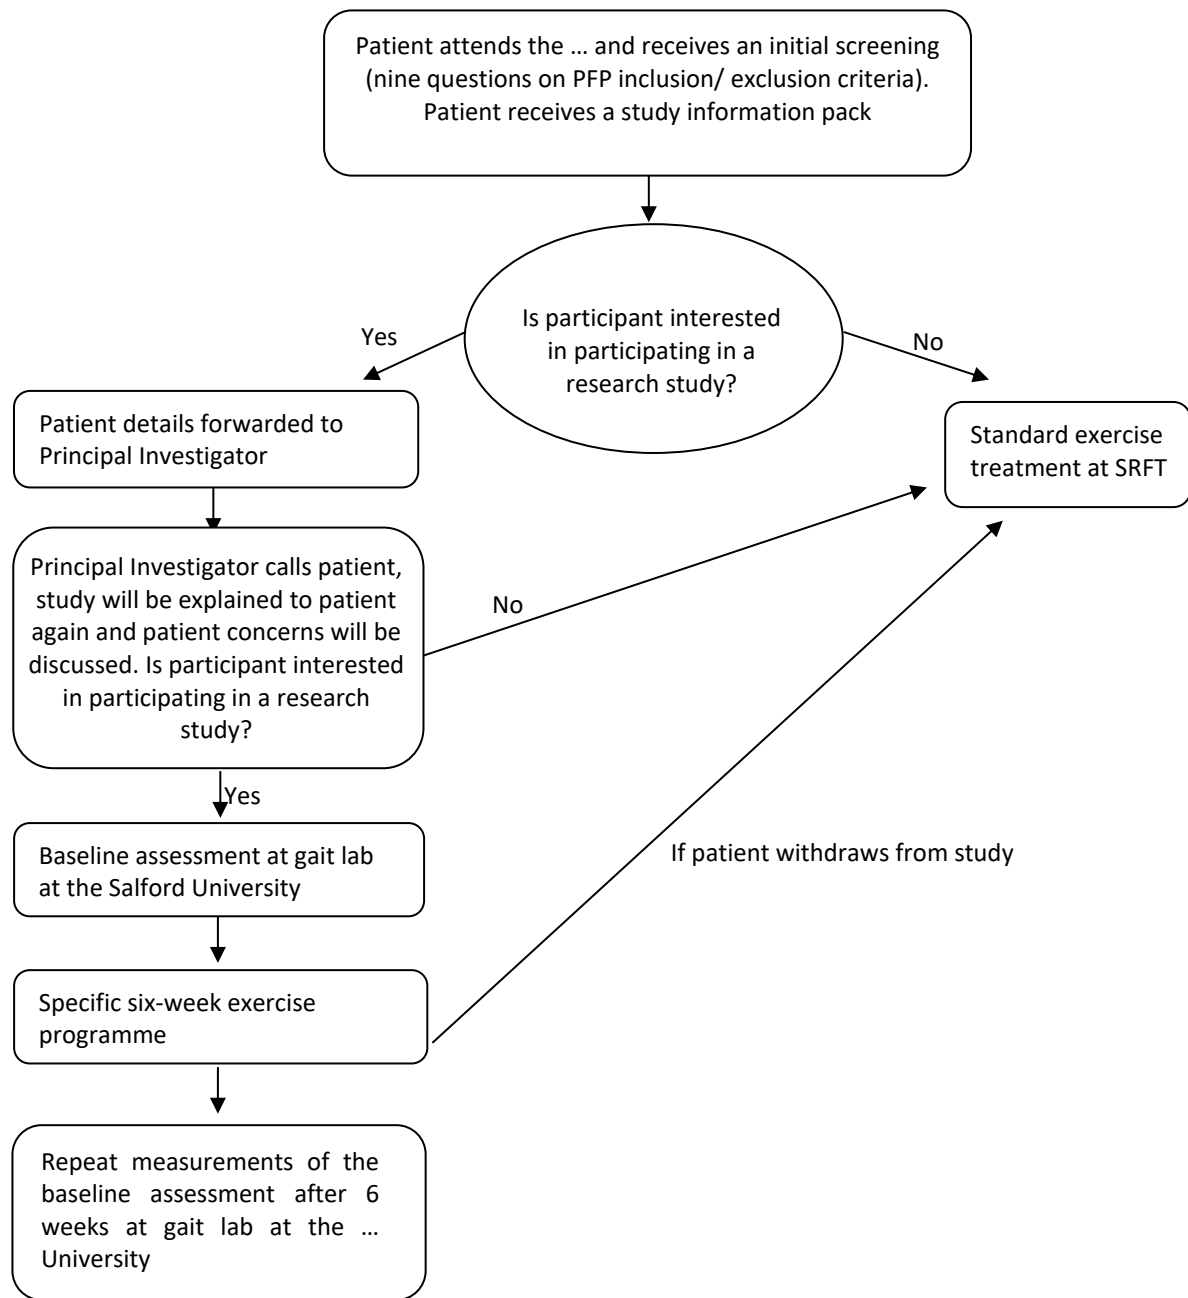 Patient attends the ... and receives an initial screening
(nine questions on PFP inclusion/ exclusion criteria).
Patient receives a study information pack
Is participant interested
in participating in a
research study?
Yes
No
Patient details forwarded to
Principal Investigator
Standard exercise
treatment at SRFT
Principal Investigator calls patient,
study will be explained to patient
again and patient concerns will be
discussed. Is participant interested
in participating in a research
study?
No
Yes
Baseline assessment at gait lab
at the Salford University
If patient withdraws from study
Specific six-week exercise
programme
Repeat measurements of the
baseline assessment after 6
weeks at gait lab at the ...
University